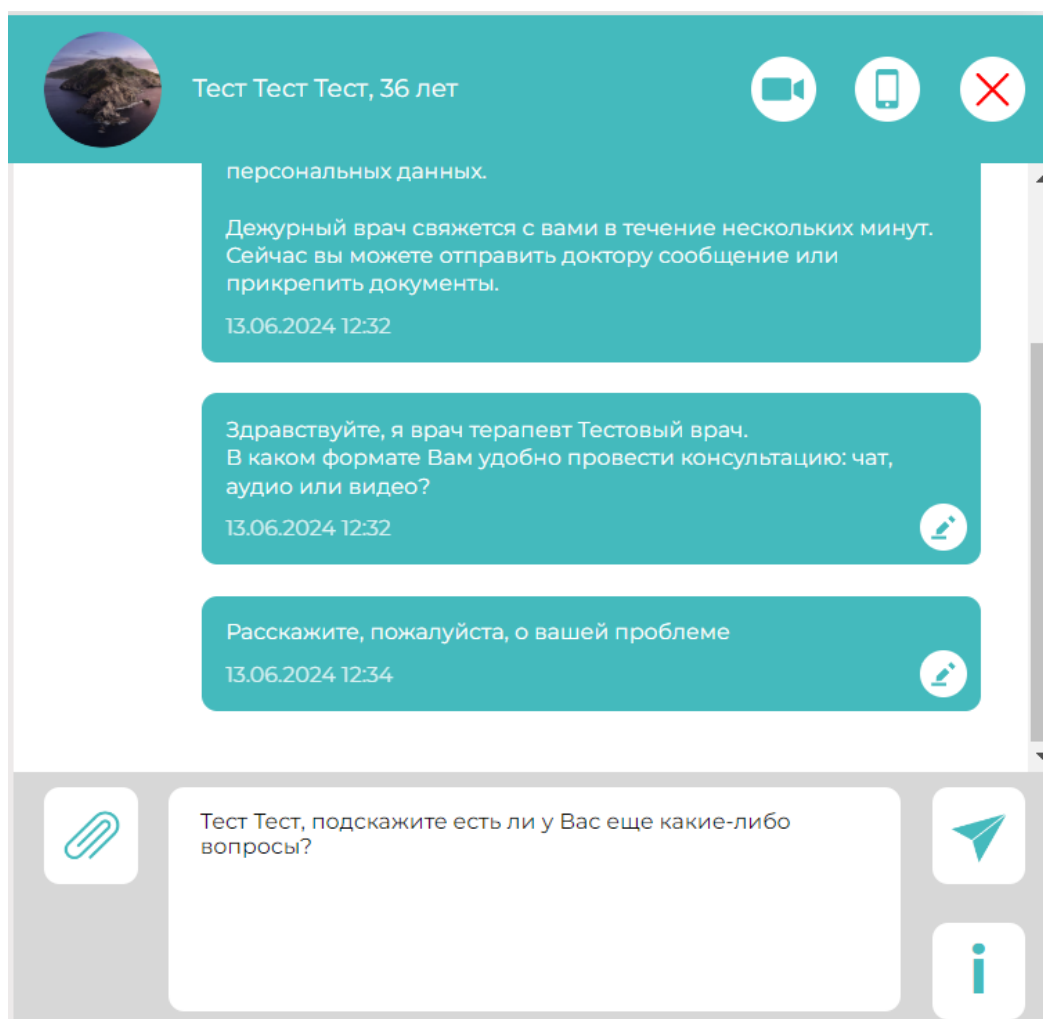 Тест Тест Тест, 36 лет
персональных данных.
Дежурный врач свяжется с вами в течение нескольких минут.
Сейчас вы можете отправить доктору сообщение или
прикрепить документы.
13.06.2024 12:32
Здравствуйте, я врач терапевт Тестовый врач.
В каком формате Вам удобно провести консультацию: чат,
аудио или видео?
13.06.2024 12:32
Расскажите, пожалуйста, о вашей проблеме
13.06.2024 12:34
Тест Тест, подскажите есть ли у Вас еще какие-либо
вопросы?